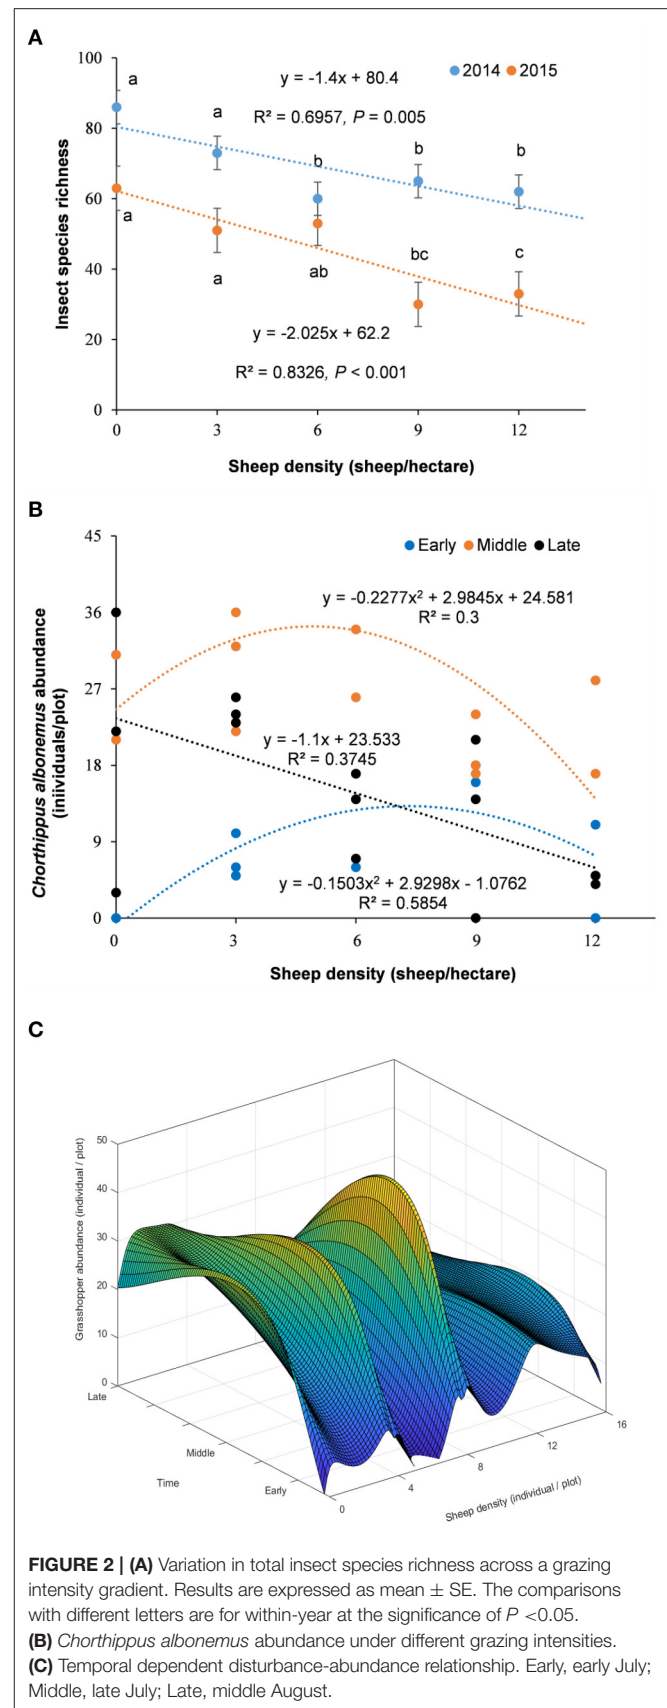 A
100
80
60
40
20
0
Insect species richness
y = -1.4x + 80.4
2014 2015
R² = 0.6957, P = 0.005
a
a
b
b
b
a
a
ab
bc
c
y = -2.025x + 62.2
R² = 0.8326, P < 0.001
0 3 6 9 12
Sheep density (sheep/hectare)
B
45
36
27
18
9
0
Chorthippus albonemus abundance
(iniividuals/plot)
Early Middle Late
y = -0.2277x² + 2.9845x + 24.581
R² = 0.3
y = -1.1x + 23.533
R² = 0.3745
y = -0.1503x² + 2.9298x - 1.0762
R² = 0.5854
0 3 6 9 12
Sheep density (sheep/hectare)
C
50
40
30
20
10
0
Grasshopper abundance (individual / plot)
Late
Middle
Early
Time
0
4
8
12
16
Sheep density (individual / plot)
FIGURE 2 | (A) Variation in total insect species richness across a grazing
intensity gradient. Results are expressed as mean ± SE. The comparisons
with different letters are for within-year at the significance of P <0.05.
(B) Chorthippus albonemus abundance under different grazing intensities.
(C) Temporal dependent disturbance-abundance relationship. Early, early July;
Middle, late July; Late, middle August.